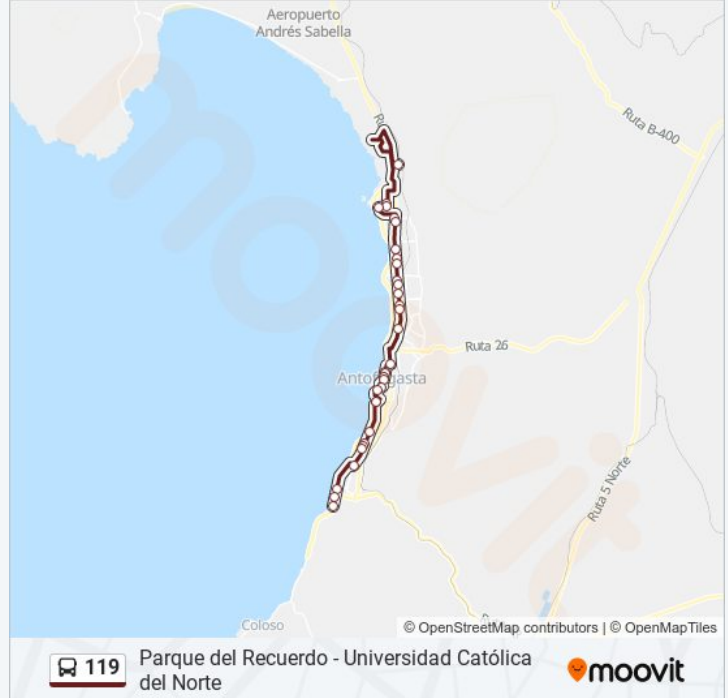 Aeropuerto
Andrés Sabella
Ruta B-400
Ruta 26
Antofagasta
Ruta 5 Norte
Coloso
© OpenStreetMap contributors | © OpenMapTiles
119
Parque del Recuerdo - Universidad Católica
del Norte
moovit
moovit